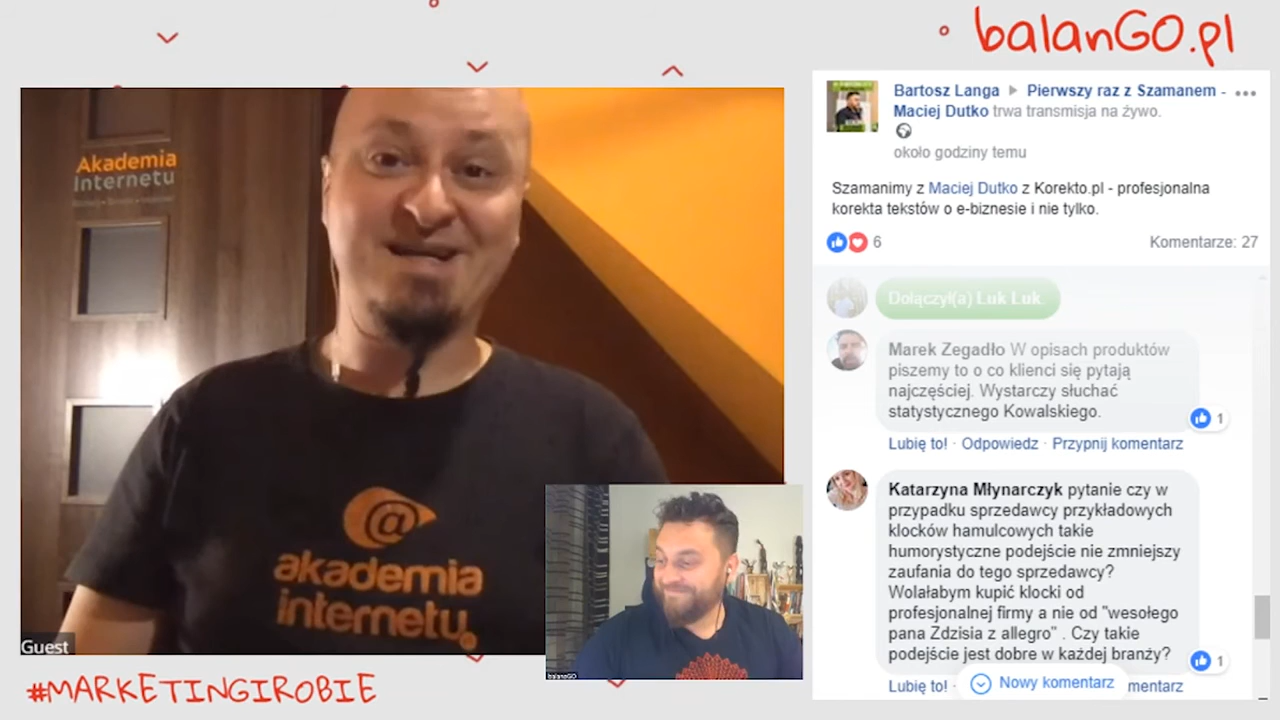 balanGO.pl
Akademia
Internetu
@
akademia
internetu
Guest
balanGO
#MARKETINGIROBIE
Bartosz Langa Pierwszy raz z Szamanem -
Maciej Dutko trwa transmisja na żywo.
około godziny temu
Szamanimy z Maciej Dutko z Korekto.pl - profesjonalna
korekta tekstów o e-biznesie i nie tylko.
6 Komentarze: 27
Dołączył(a) Luk Luk.
Marek Zegadło W opisach produktów
piszemy to o co klienci się pytają
najczęściej. Wystarczy słuchać
statystycznego Kowalskiego.
1
Lubię to! · Odpowiedz · Przypnij komentarz
Katarzyna Młynarczyk pytanie czy w
przypadku sprzedawcy przykładowych
klocków hamulcowych takie
humorystyczne podejście nie zmniejszy
zaufania do tego sprzedawcy?
Wolałabym kupić klocki od
profesjonalnej firmy a nie od "wesołego
pana Zdzisia z allegro" . Czy takie
podejście jest dobre w każdej branży?
1
Lubię to! · mentarz
Nowy komentarz